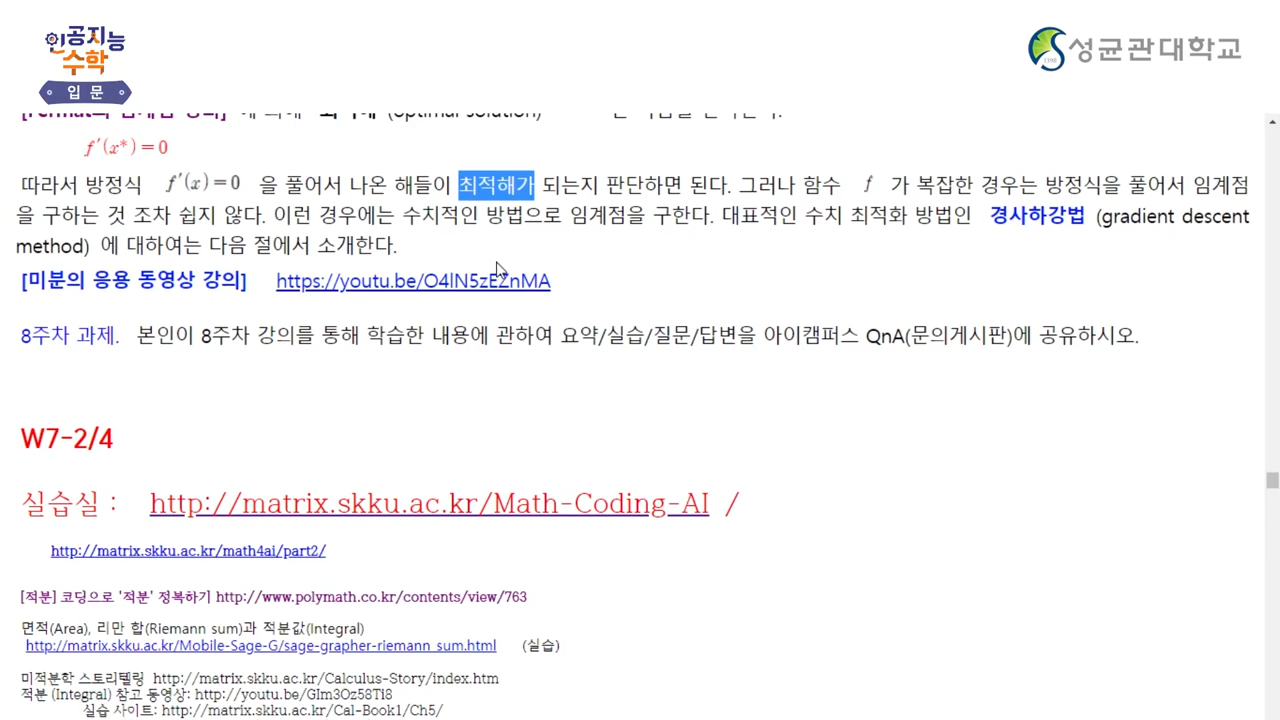 인공지능
수학
입 문
성균관대학교
(optimal solution)
f′(x*) = 0
따라서 방정식 f′(x) = 0 을 풀어서 나온 해들이 최적해가 되는지 판단하면 된다. 그러나 함수 f 가 복잡한 경우는 방정식을 풀어서 임계점
을 구하는 것 조차 쉽지 않다. 이런 경우에는 수치적인 방법으로 임계점을 구한다. 대표적인 수치 최적화 방법인 경사하강법 (gradient descent
method) 에 대하여는 다음 절에서 소개한다.
[미분의 응용 동영상 강의] https://youtu.be/O4lN5zEZnMA
8주차 과제. 본인이 8주차 강의를 통해 학습한 내용에 관하여 요약/실습/질문/답변을 아이캠퍼스 QnA(문의게시판)에 공유하시오.
W7-2/4
실습실 : http://matrix.skku.ac.kr/Math-Coding-AI /
http://matrix.skku.ac.kr/math4ai/part2/
[적분] 코딩으로 '적분' 정복하기 http://www.polymath.co.kr/contents/view/763
면적(Area), 리만 합(Riemann sum)과 적분값(Integral)
http://matrix.skku.ac.kr/Mobile-Sage-G/sage-grapher-riemann_sum.html (실습)
미적분학 스토리텔링 http://matrix.skku.ac.kr/Calculus-Story/index.htm
적분 (Integral) 참고 동영상: http://youtu.be/GIm3Oz58Ti8
실습 사이트: http://matrix.skku.ac.kr/Cal-Book1/Ch5/